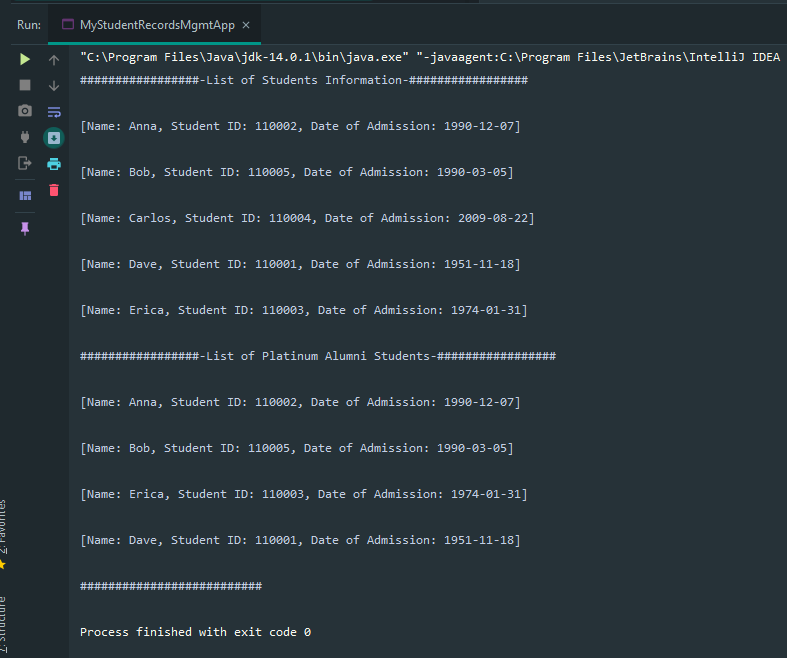 Run: MyStudentRecordsMgmtApp ×
"C:\Program Files\Java\jdk-14.0.1\bin\java.exe" "-javaagent:C:\Program Files\JetBrains\IntelliJ IDEA
#################-List of Students Information-#################
[Name: Anna, Student ID: 110002, Date of Admission: 1990-12-07]
[Name: Bob, Student ID: 110005, Date of Admission: 1990-03-05]
[Name: Carlos, Student ID: 110004, Date of Admission: 2009-08-22]
[Name: Dave, Student ID: 110001, Date of Admission: 1951-11-18]
[Name: Erica, Student ID: 110003, Date of Admission: 1974-01-31]
#################-List of Platinum Alumni Students-#################
[Name: Anna, Student ID: 110002, Date of Admission: 1990-12-07]
[Name: Bob, Student ID: 110005, Date of Admission: 1990-03-05]
[Name: Erica, Student ID: 110003, Date of Admission: 1974-01-31]
[Name: Dave, Student ID: 110001, Date of Admission: 1951-11-18]
##########################
Process finished with exit code 0
2: Favorites
7: Structure